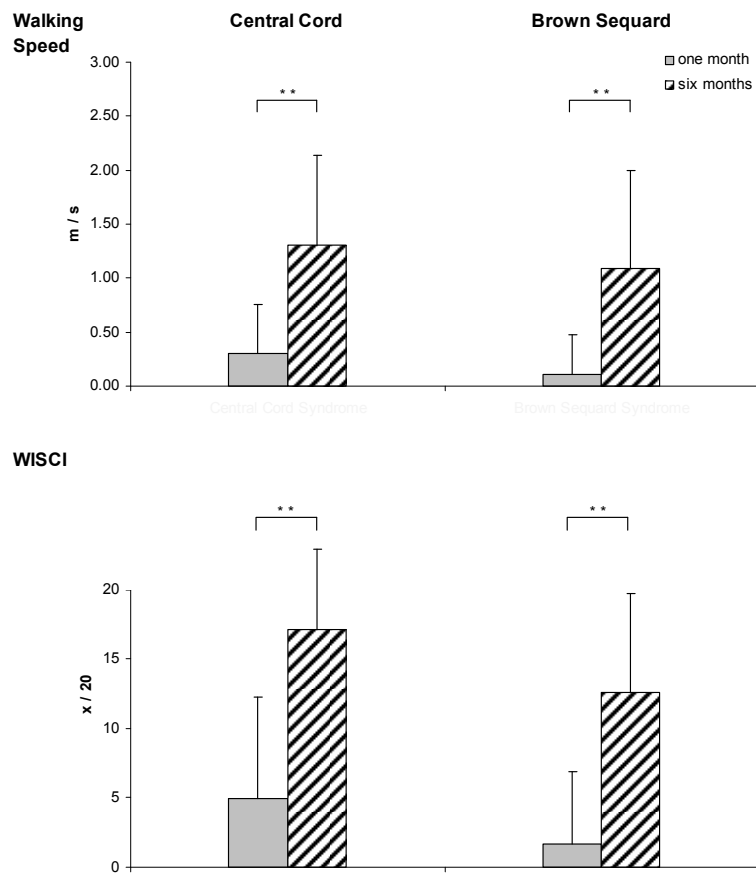 Walking
Speed
Central Cord
Brown Sequard
one month
six months
3.00
2.50
2.00
1.50
1.00
0.50
0.00
m / s
* *
* *
Central Cord Syndrome
Brown Sequard Syndrome
WISCI
* *
* *
20
15
10
5
0
x / 20